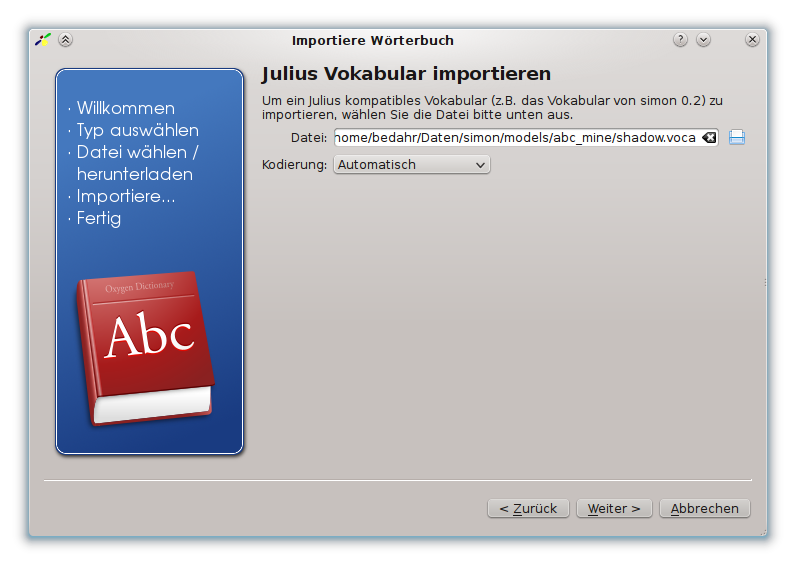 Importiere Wörterbuch
· Willkommen
· Typ auswählen
· Datei wählen /
herunterladen
· Importiere...
· Fertig
Oxygen Dictionary
Abc
Julius Vokabular importieren
Um ein Julius kompatibles Vokabular (z.B. das Vokabular von simon 0.2) zu
importieren, wählen Sie die Datei bitte unten aus.
Datei: home/bedahr/Daten/simon/models/abc_mine/shadow.voca
Kodierung: Automatisch
< Zurück Weiter > Abbrechen